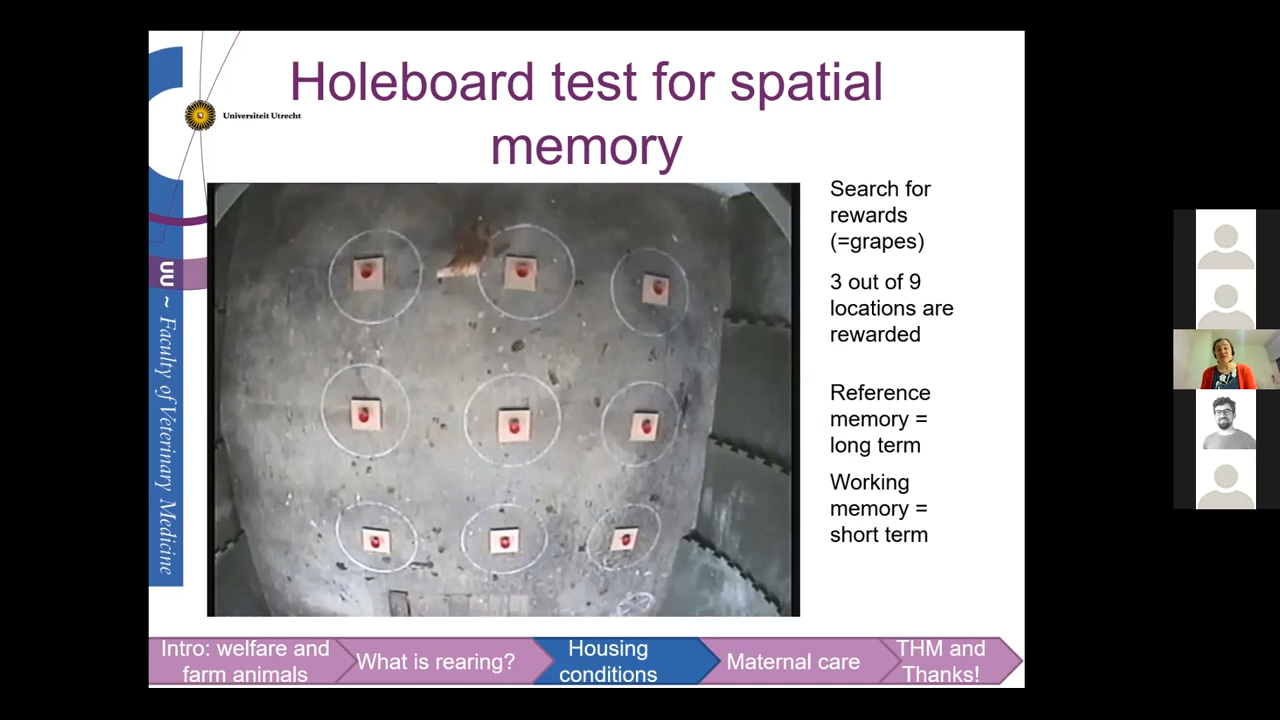 Holeboard test for spatial
memory
Universiteit Utrecht
UU ~ Faculty of Veterinary Medicine
Search for
rewards
(=grapes)
3 out of 9
locations are
rewarded
Reference
memory =
long term
Working
memory =
short term
Intro: welfare and
farm animals
What is rearing?
Housing
conditions
Maternal care
THM and
Thanks!